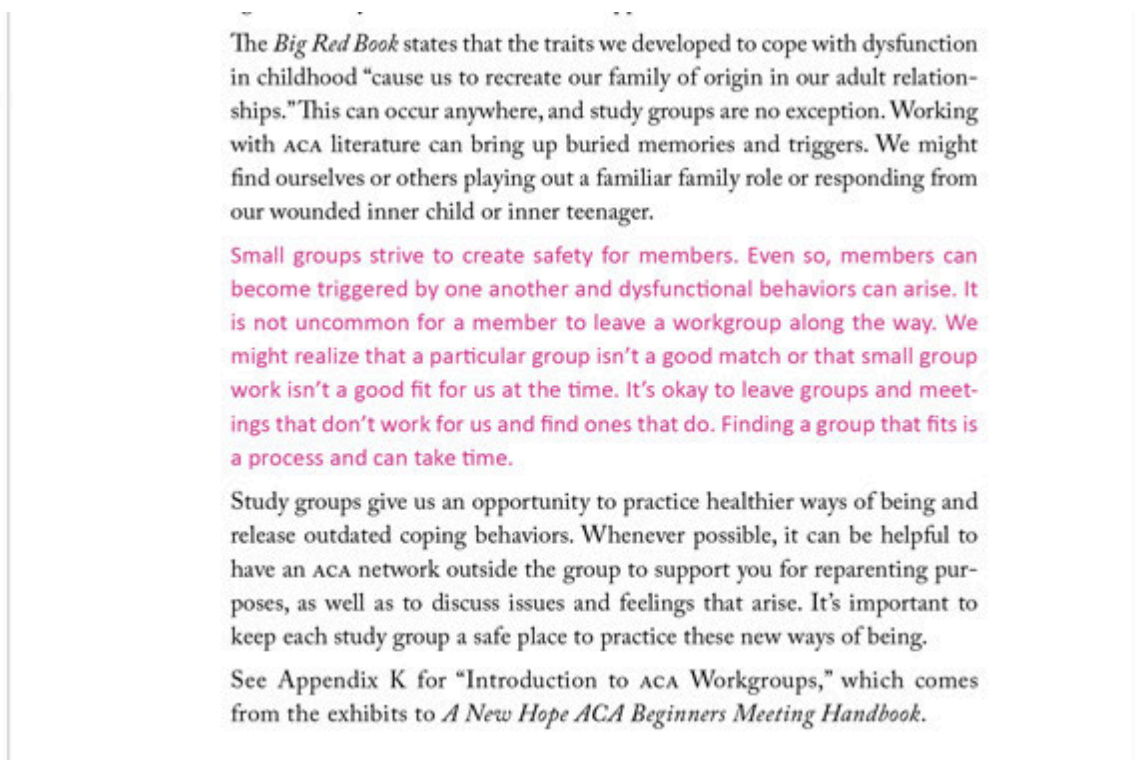 The Big Red Book states that the traits we developed to cope with dysfunction
in childhood “cause us to recreate our family of origin in our adult relation-
ships.” This can occur anywhere, and study groups are no exception. Working
with ACA literature can bring up buried memories and triggers. We might
find ourselves or others playing out a familiar family role or responding from
our wounded inner child or inner teenager.
Small groups strive to create safety for members. Even so, members can
become triggered by one another and dysfunctional behaviors can arise. It
is not uncommon for a member to leave a workgroup along the way. We
might realize that a particular group isn’t a good match or that small group
work isn’t a good fit for us at the time. It’s okay to leave groups and meet-
ings that don’t work for us and find ones that do. Finding a group that fits is
a process and can take time.
Study groups give us an opportunity to practice healthier ways of being and
release outdated coping behaviors. Whenever possible, it can be helpful to
have an ACA network outside the group to support you for reparenting pur-
poses, as well as to discuss issues and feelings that arise. It’s important to
keep each study group a safe place to practice these new ways of being.
See Appendix K for “Introduction to ACA Workgroups,” which comes
from the exhibits to A New Hope ACA Beginners Meeting Handbook.